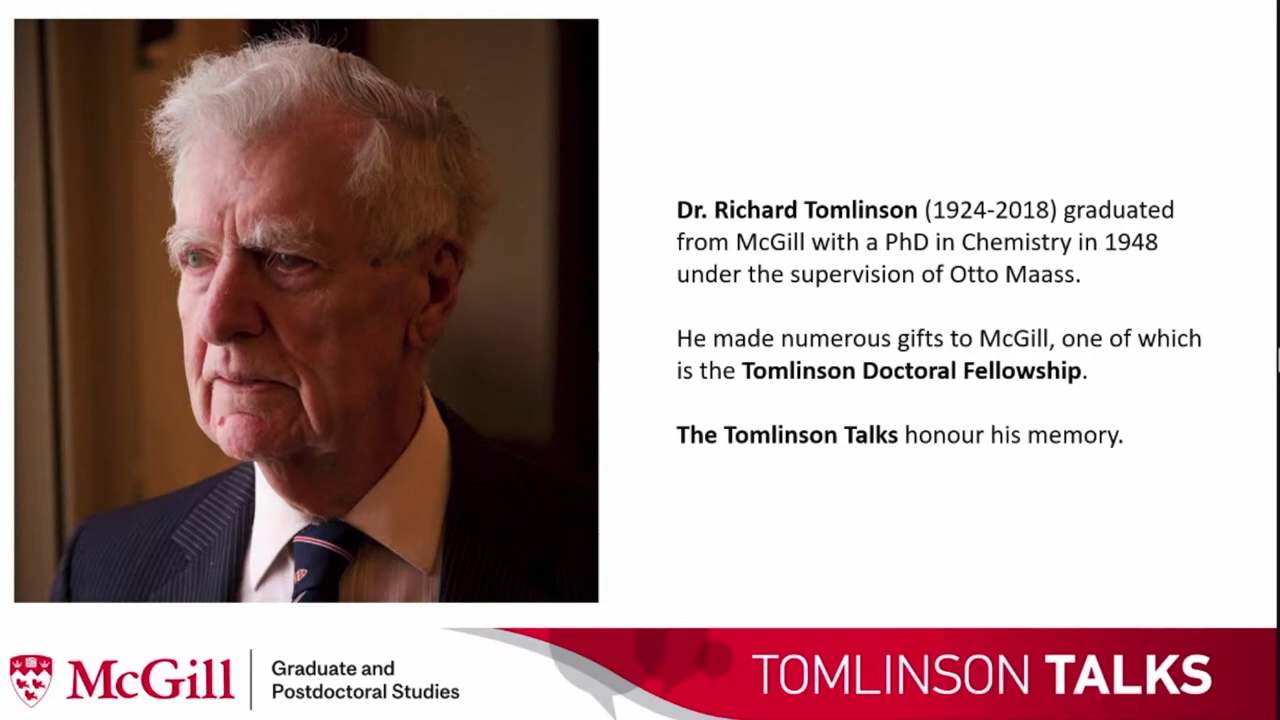 Dr. Richard Tomlinson (1924-2018) graduated
from McGill with a PhD in Chemistry in 1948
under the supervision of Otto Maass.
He made numerous gifts to McGill, one of which
is the Tomlinson Doctoral Fellowship.
The Tomlinson Talks honour his memory.
McGill
Graduate and
Postdoctoral Studies
TOMLINSON TALKS